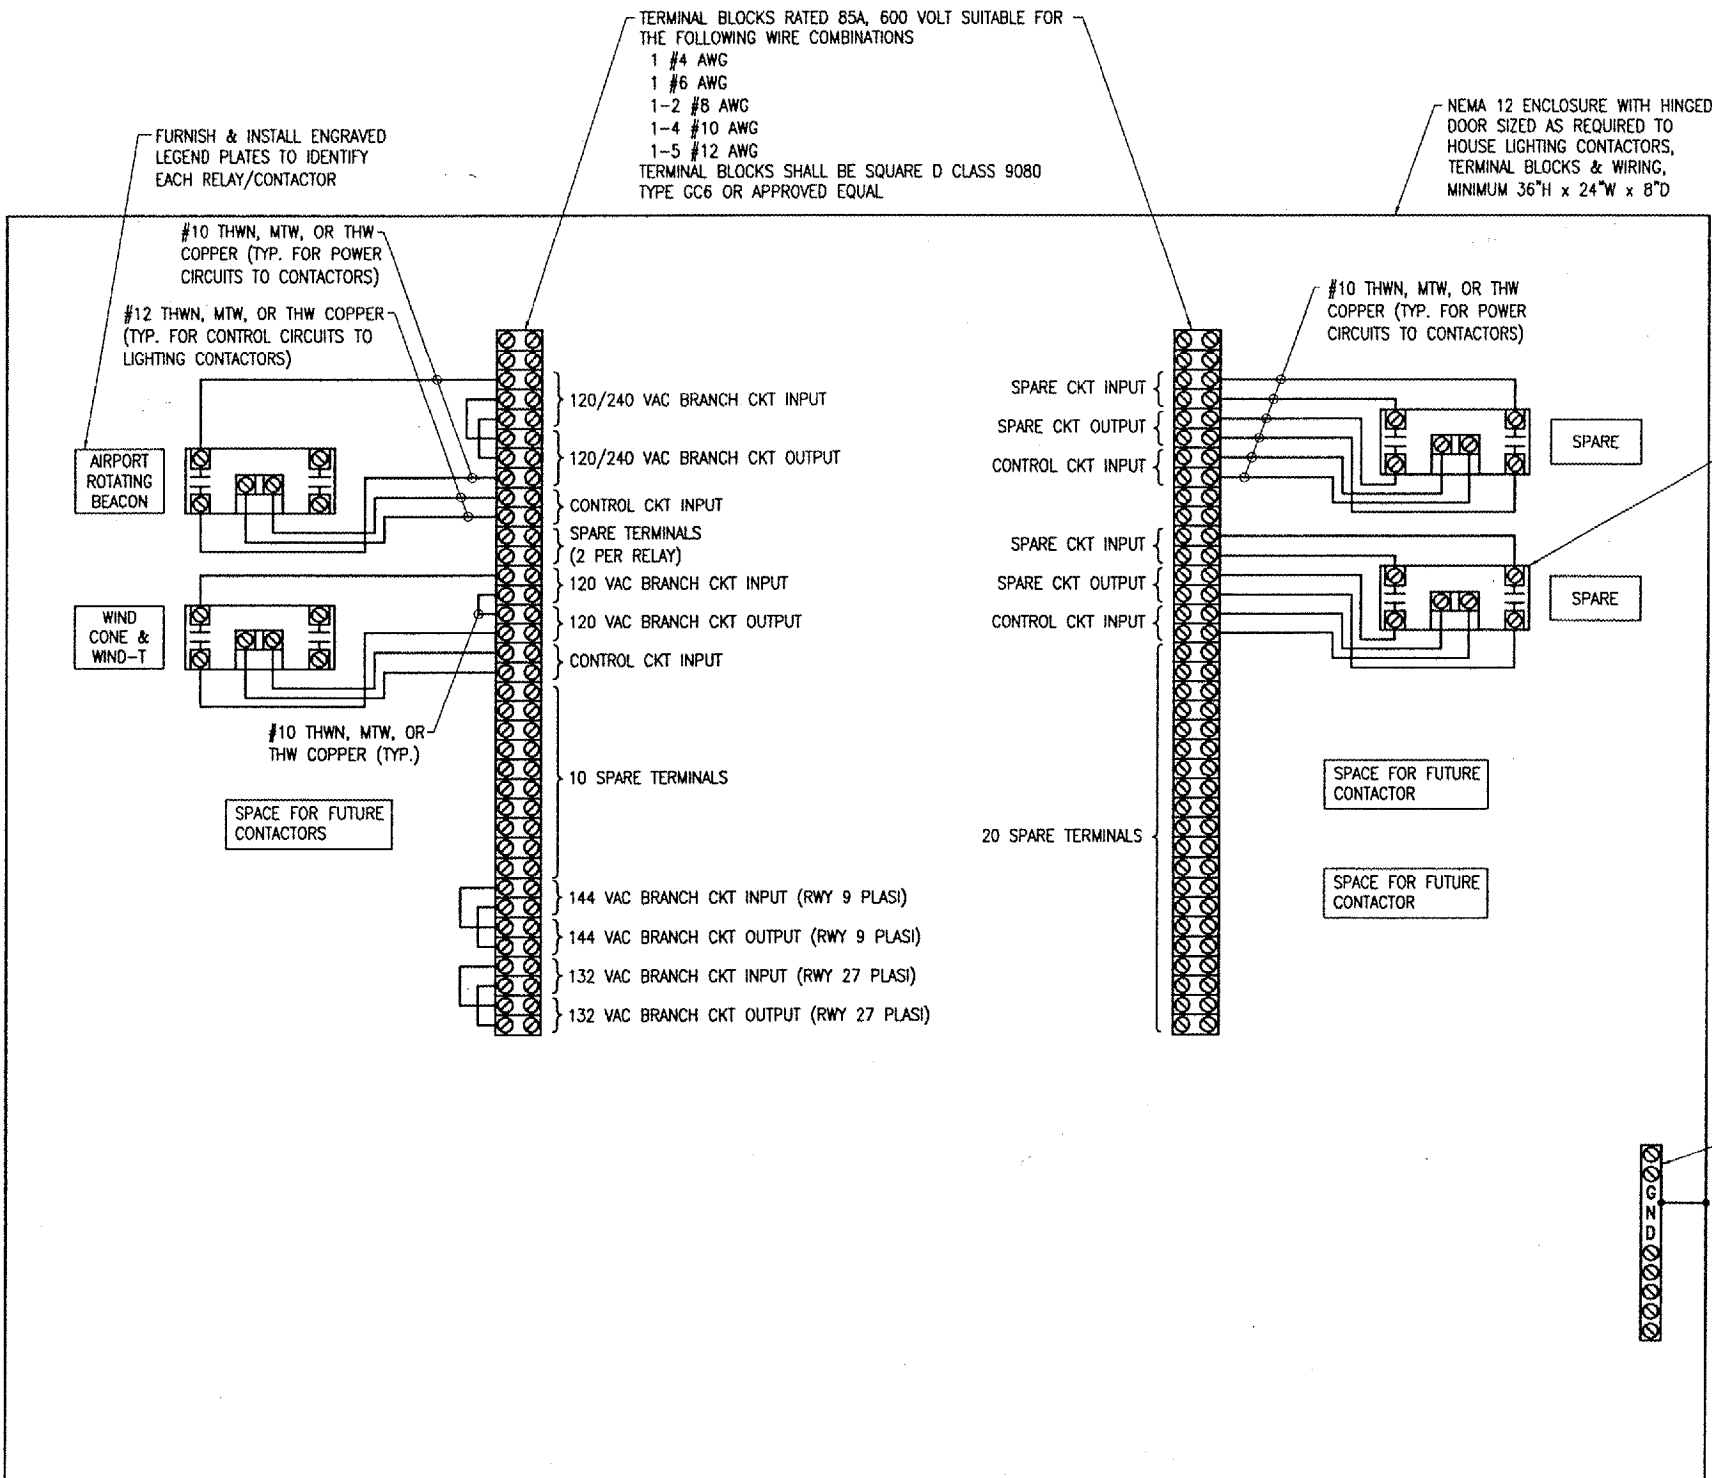 TERMINAL BLOCKS RATED 85A, 600 VOLT SUITABLE FOR
THE FOLLOWING WIRE COMBINATIONS
1 #4 AWG
1 #6 AWG
1-2 #8 AWG
1-4 #10 AWG
1-5 #12 AWG
TERMINAL BLOCKS SHALL BE SQUARE D CLASS 9080
TYPE GC6 OR APPROVED EQUAL
NEMA 12 ENCLOSURE WITH HINGED
DOOR SIZED AS REQUIRED TO
HOUSE LIGHTING CONTACTORS,
TERMINAL BLOCKS & WIRING,
MINIMUM 36"H x 24"W x 8"D
FURNISH & INSTALL ENGRAVED
LEGEND PLATES TO IDENTIFY
EACH RELAY/CONTACTOR
#10 THWN, MTW, OR THW
COPPER (TYP. FOR POWER
CIRCUITS TO CONTACTORS)
#12 THWN, MTW, OR THW COPPER
(TYP. FOR CONTROL CIRCUITS TO
LIGHTING CONTACTORS)
AIRPORT
ROTATING
BEACON
WIND
CONE &
WIND-T
#10 THWN, MTW, OR
THW COPPER (TYP.)
SPACE FOR FUTURE
CONTACTORS
120/240 VAC BRANCH CKT INPUT
120/240 VAC BRANCH CKT OUTPUT
CONTROL CKT INPUT
SPARE TERMINALS
(2 PER RELAY)
120 VAC BRANCH CKT INPUT
120 VAC BRANCH CKT OUTPUT
CONTROL CKT INPUT
10 SPARE TERMINALS
144 VAC BRANCH CKT INPUT (RWY 9 PLASI)
144 VAC BRANCH CKT OUTPUT (RWY 9 PLASI)
132 VAC BRANCH CKT INPUT (RWY 27 PLASI)
132 VAC BRANCH CKT OUTPUT (RWY 27 PLASI)
#10 THWN, MTW, OR THW
COPPER (TYP. FOR POWER
CIRCUITS TO CONTACTORS)
SPARE CKT INPUT
SPARE CKT OUTPUT
CONTROL CKT INPUT
SPARE
SPARE CKT INPUT
SPARE CKT OUTPUT
CONTROL CKT INPUT
SPARE
20 SPARE TERMINALS
SPACE FOR FUTURE
CONTACTOR
SPACE FOR FUTURE
CONTACTOR
GND